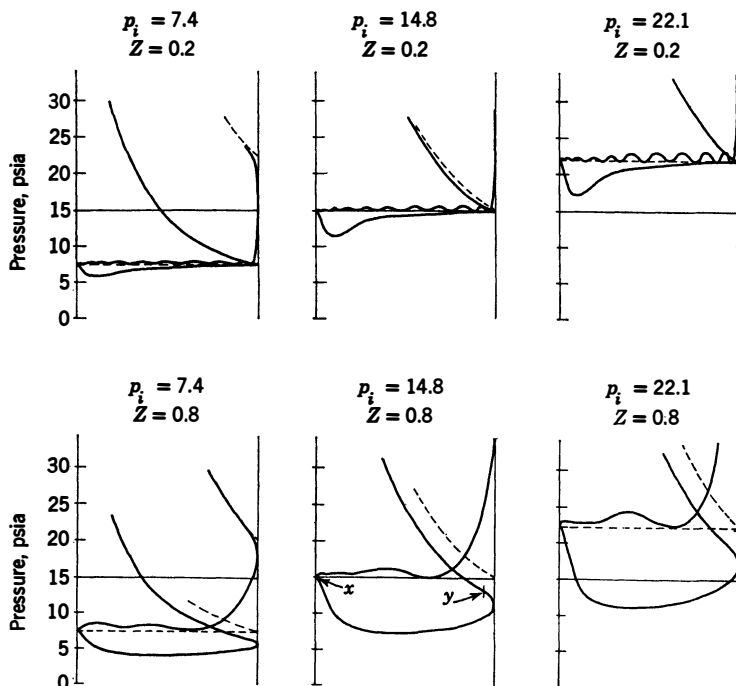 p_i = 7.4
Z = 0.2
p_i = 14.8
Z = 0.2
p_i = 22.1
Z = 0.2
Pressure, psia
30
25
20
15
10
5
0
p_i = 7.4
Z = 0.8
p_i = 14.8
Z = 0.8
p_i = 22.1
Z = 0.8
Pressure, psia
30
25
20
15
10
5
0
x
y